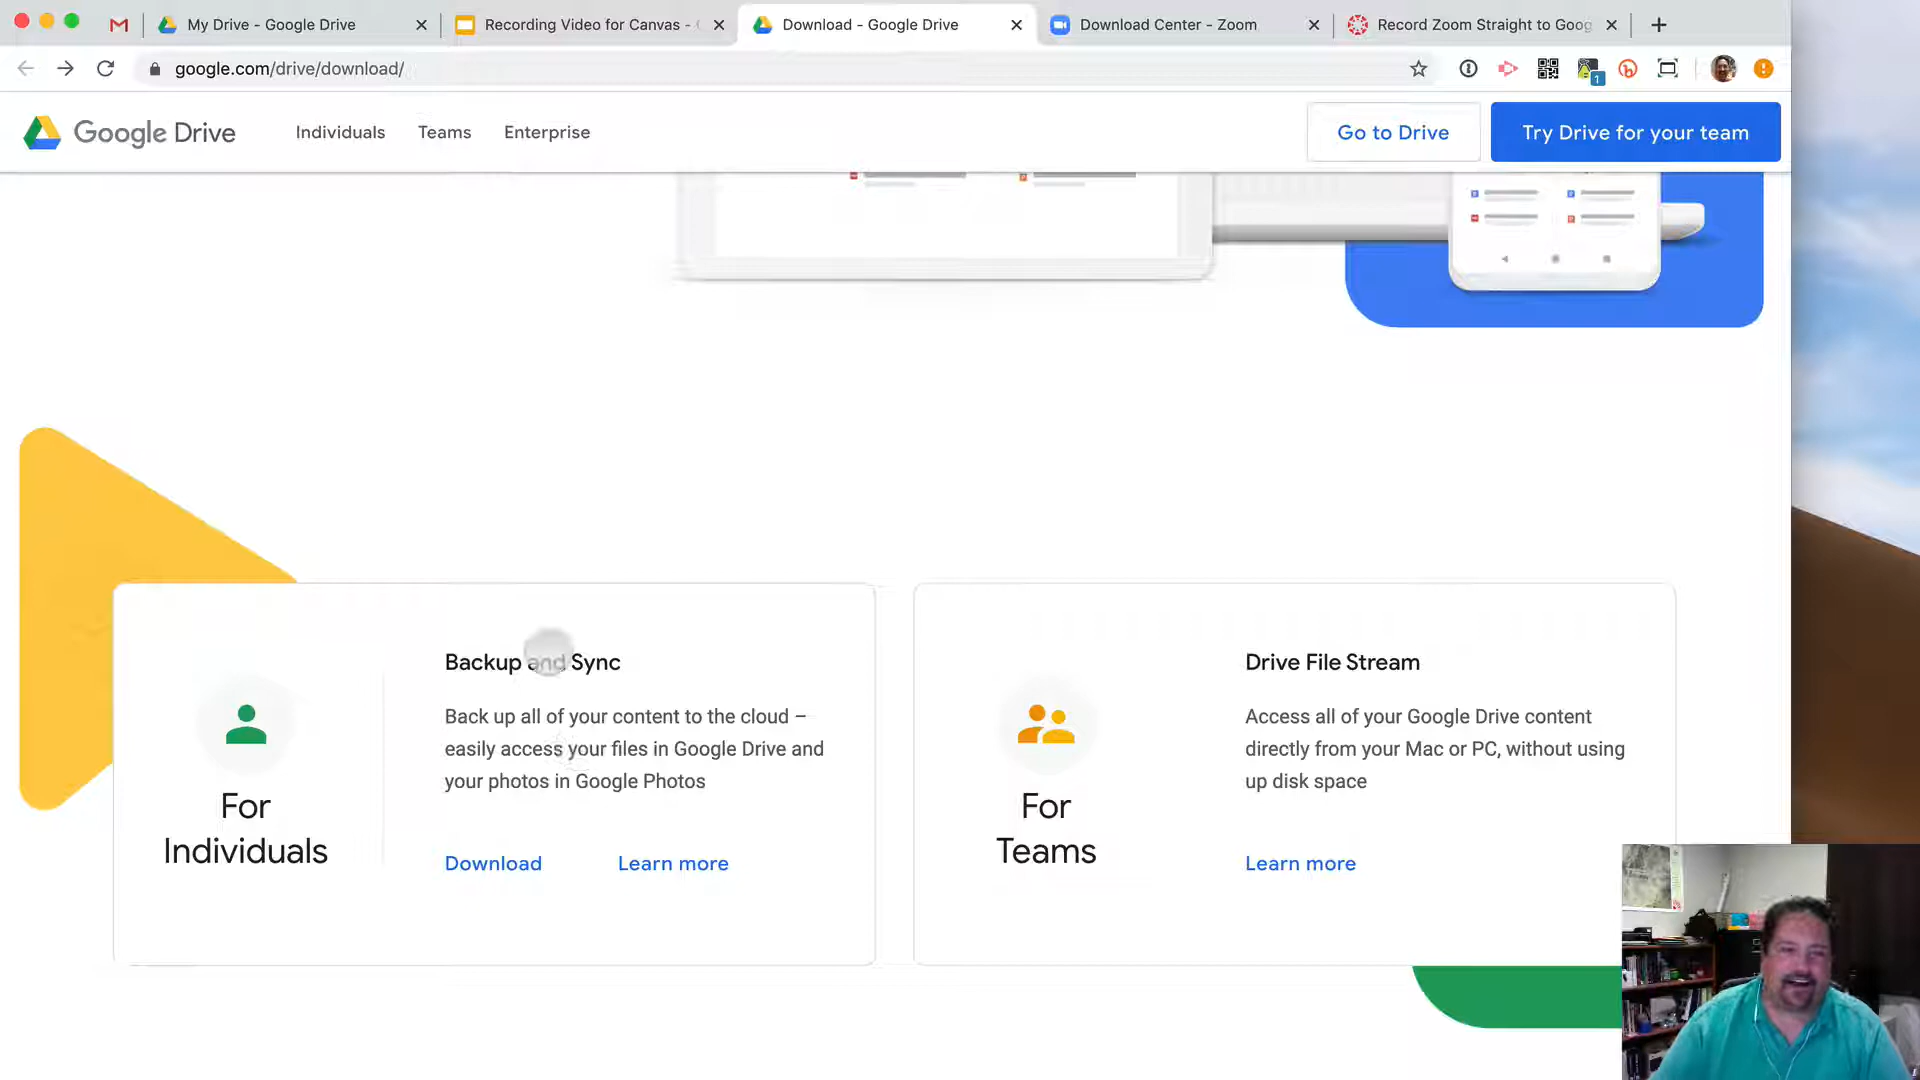 My Drive - Google Drive
Recording Video for Canvas -
Download - Google Drive
Download Center - Zoom
Record Zoom Straight to Goog
google.com/drive/download/
1
Google Drive
Individuals
Teams
Enterprise
Go to Drive
Try Drive for your team
For
Individuals
Backup and Sync
Back up all of your content to the cloud –
easily access your files in Google Drive and
your photos in Google Photos
Download
Learn more
For
Teams
Drive File Stream
Access all of your Google Drive content
directly from your Mac or PC, without using
up disk space
Learn more